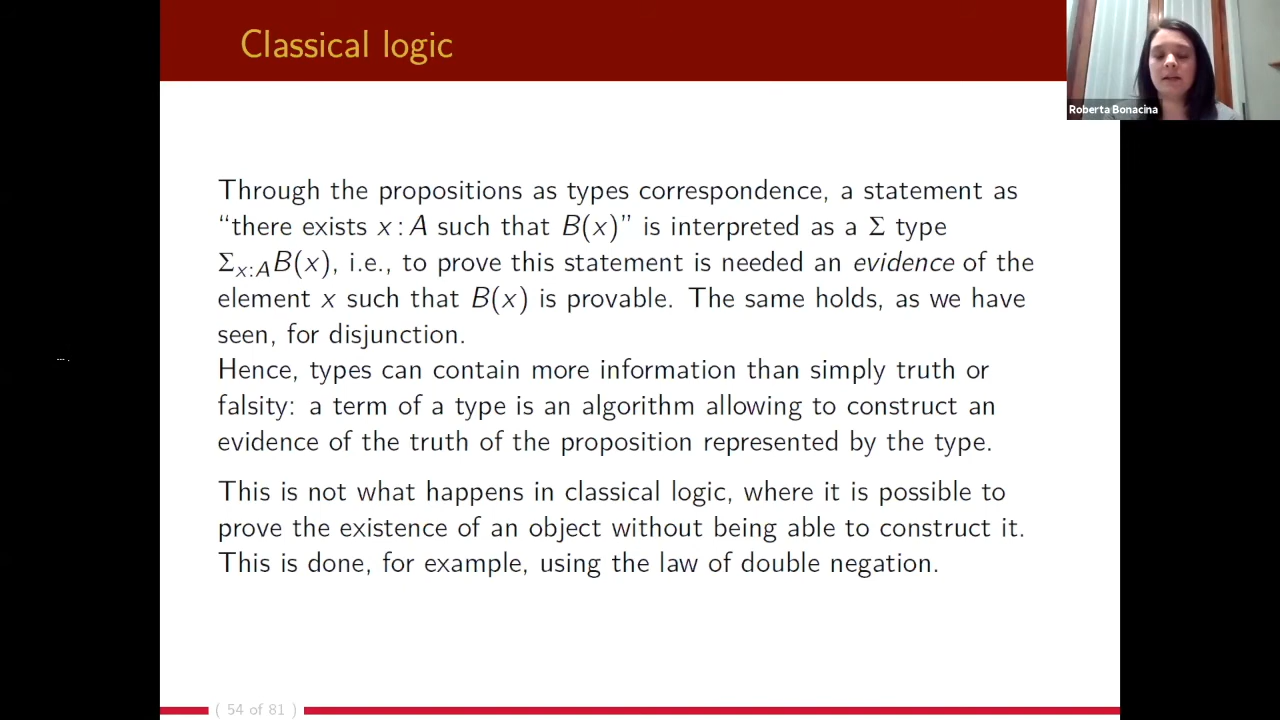 Classical logic
Roberta Bonacina
Through the propositions as types correspondence, a statement as
“there exists x : A such that B(x)” is interpreted as a Σ type
Σx:AB(x), i.e., to prove this statement is needed an evidence of the
element x such that B(x) is provable. The same holds, as we have
seen, for disjunction.
Hence, types can contain more information than simply truth or
falsity: a term of a type is an algorithm allowing to construct an
evidence of the truth of the proposition represented by the type.
This is not what happens in classical logic, where it is possible to
prove the existence of an object without being able to construct it.
This is done, for example, using the law of double negation.
( 54 of 81 )